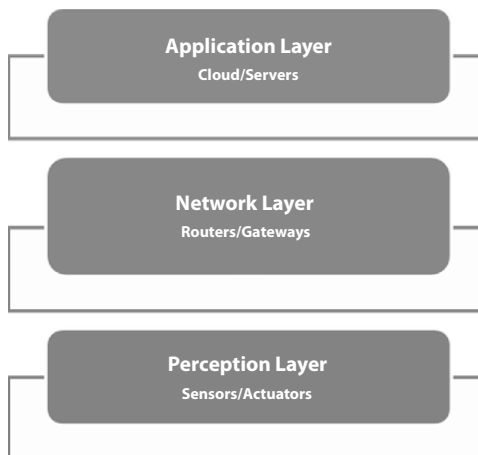 Application Layer
Cloud/Servers
Network Layer
Routers/Gateways
Perception Layer
Sensors/Actuators